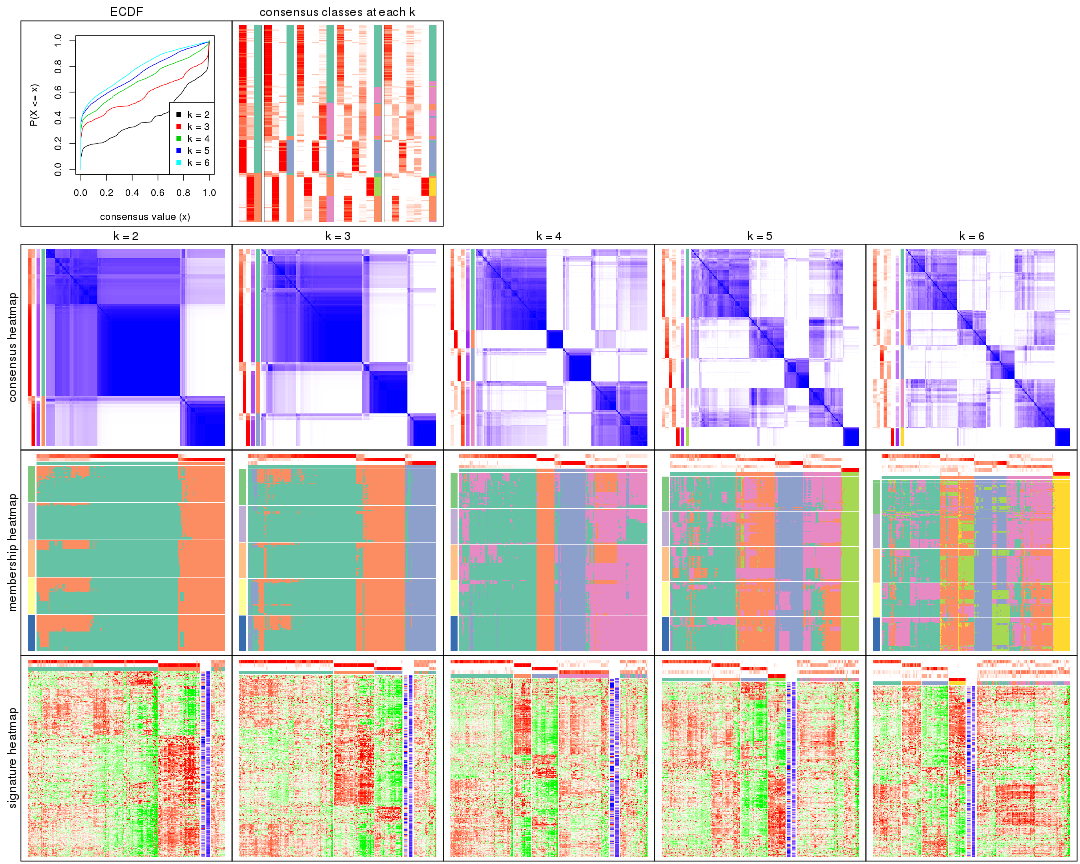 ECDF
consensus classes at each k
P(X <= x)
1.0
0.8
0.6
0.4
0.2
0.0
k = 2
k = 3
k = 4
k = 5
k = 6
0.0 0.2 0.4 0.6 0.8 1.0
consensus value (x)
k = 2 k = 3 k = 4 k = 5 k = 6
consensus heatmap
membership heatmap
signature heatmap